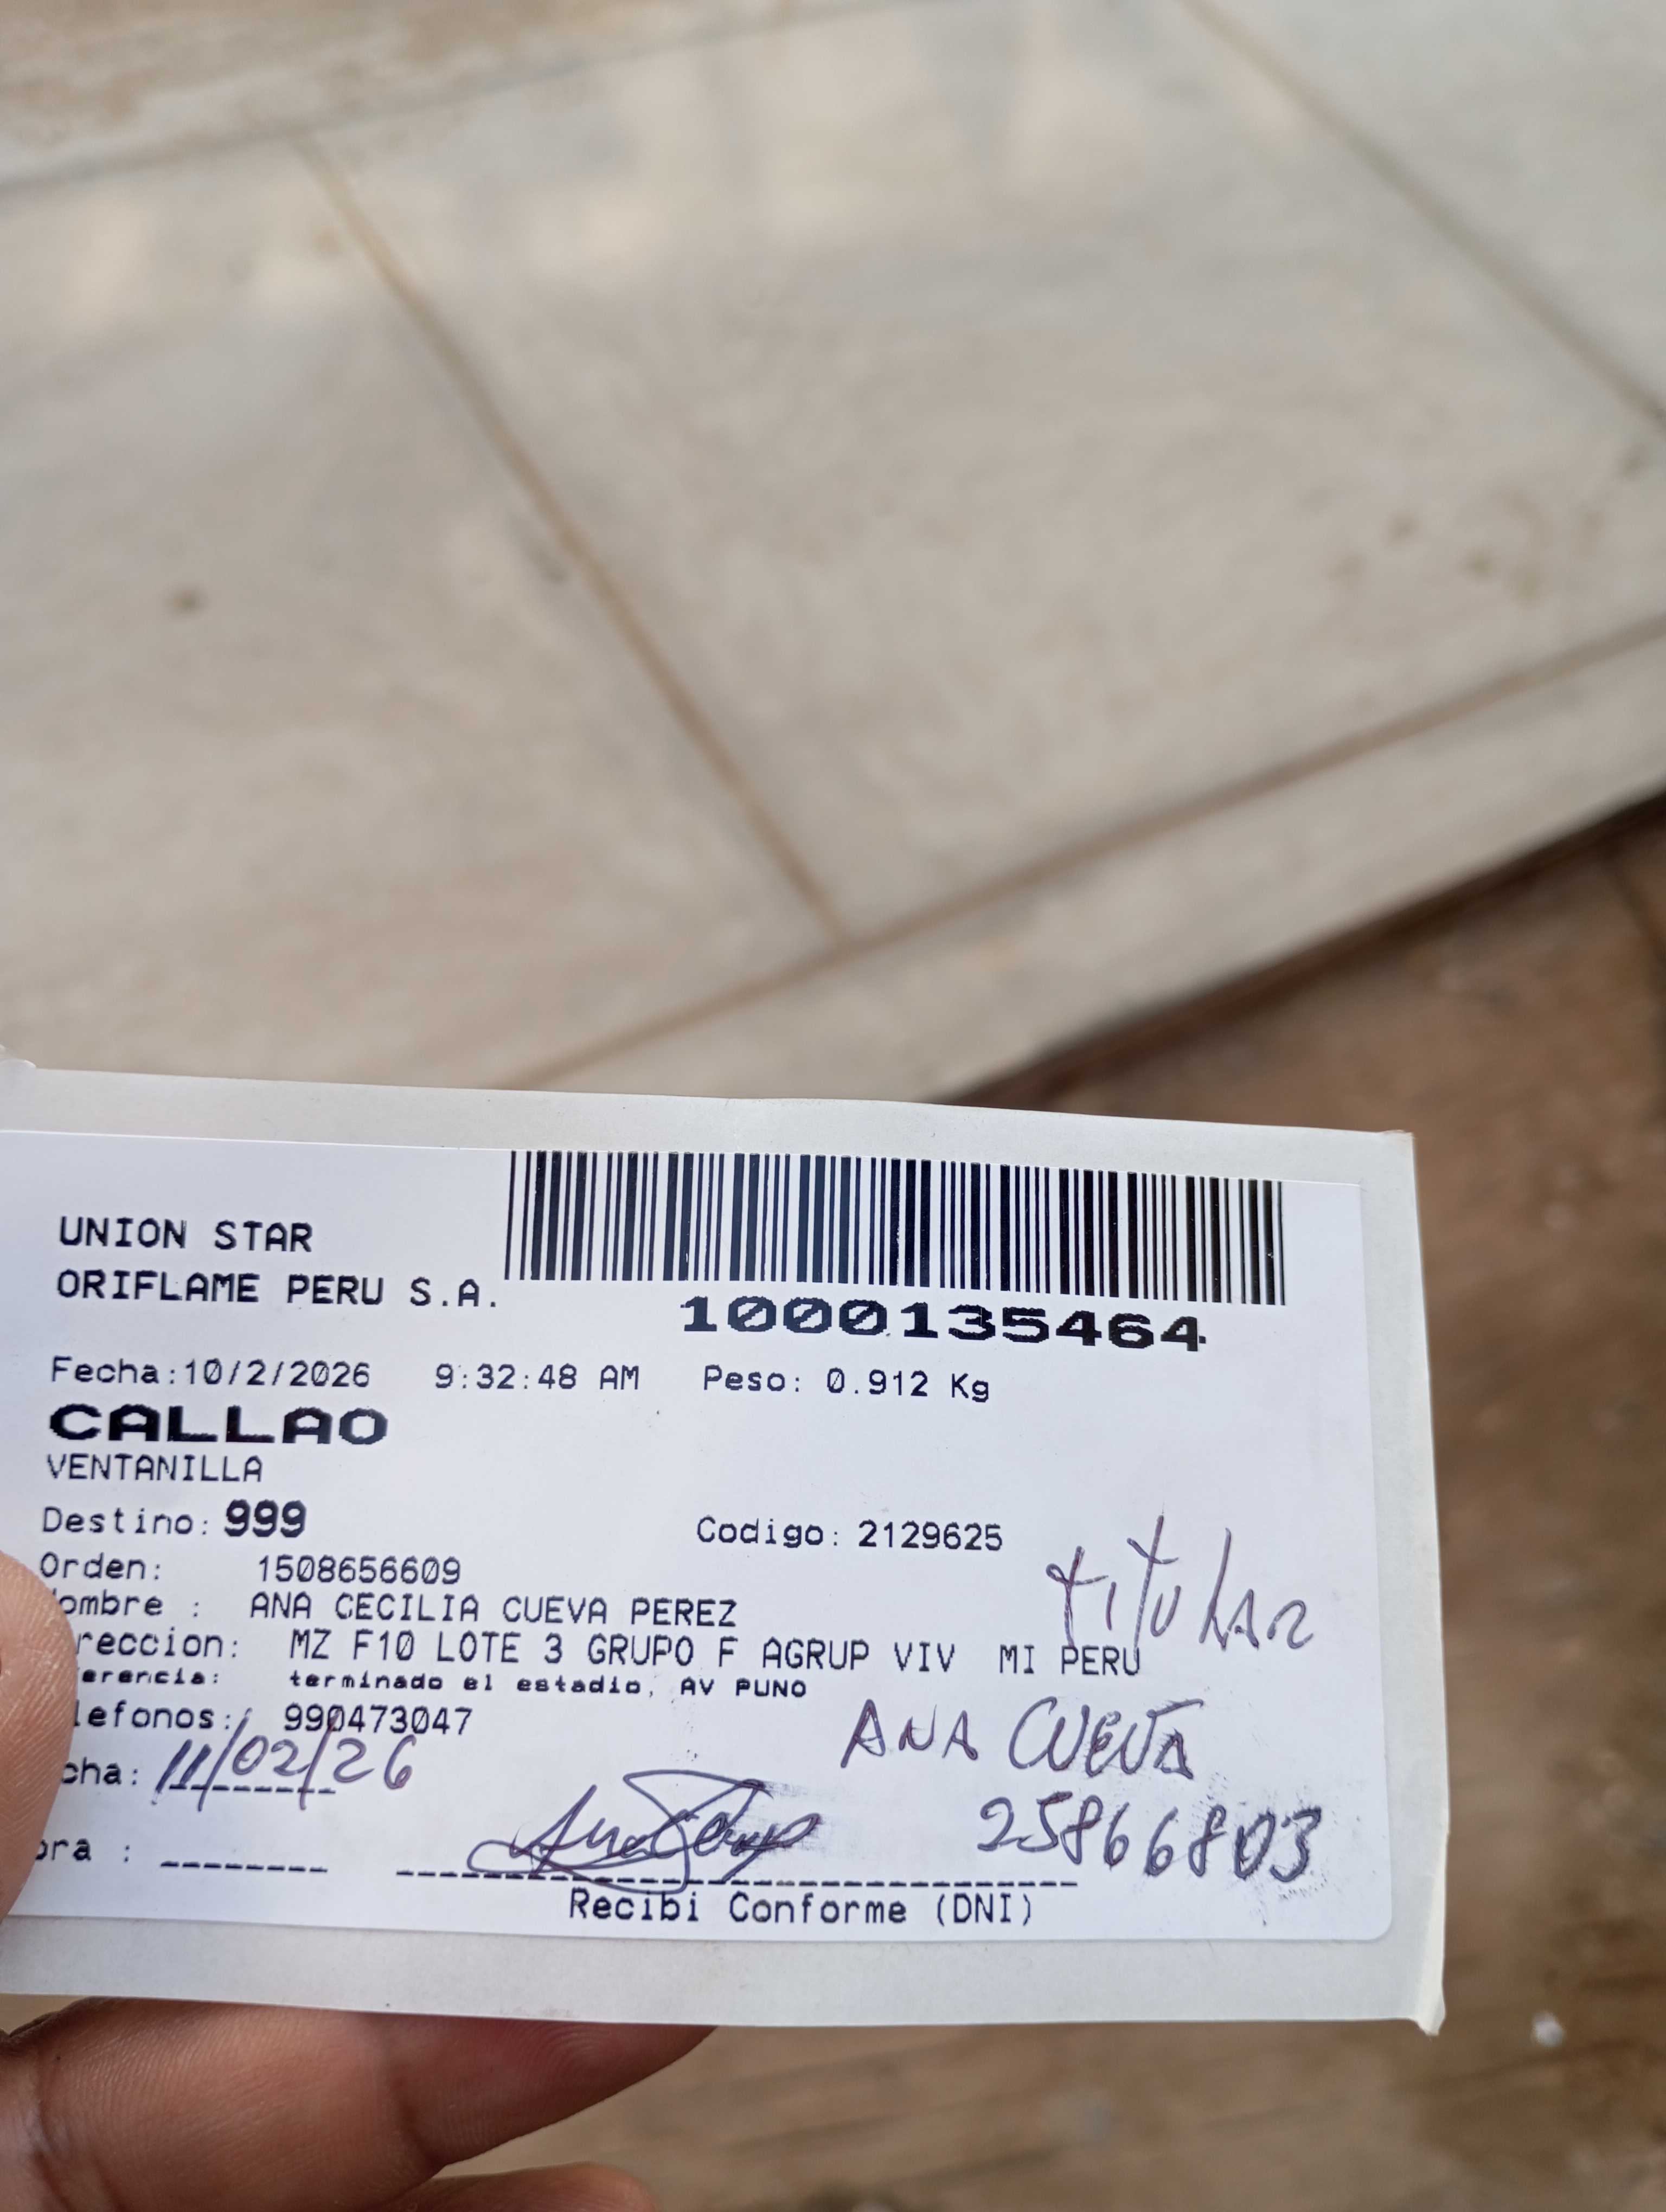 UNION STAR
ORIFLAME PERU S.A.
1000135464
Fecha:10/2/2026 9:32:48 AM Peso: 0.912 Kg
CALLAO
VENTANILLA
Destino: 999 Codigo: 2129625
TITULAR
Orden: 1508656609
ombre : ANA CECILIA CUEVA PEREZ
reccion: MZ F10 LOTE 3 GRUPO F AGRUP VIV MI PERU
erencia: terminado el estadio, AV PUNO
lefonos: 990473047
ANA CUEVA
cha: 11/02/26
25866803
ora :
Recibi Conforme (DNI)